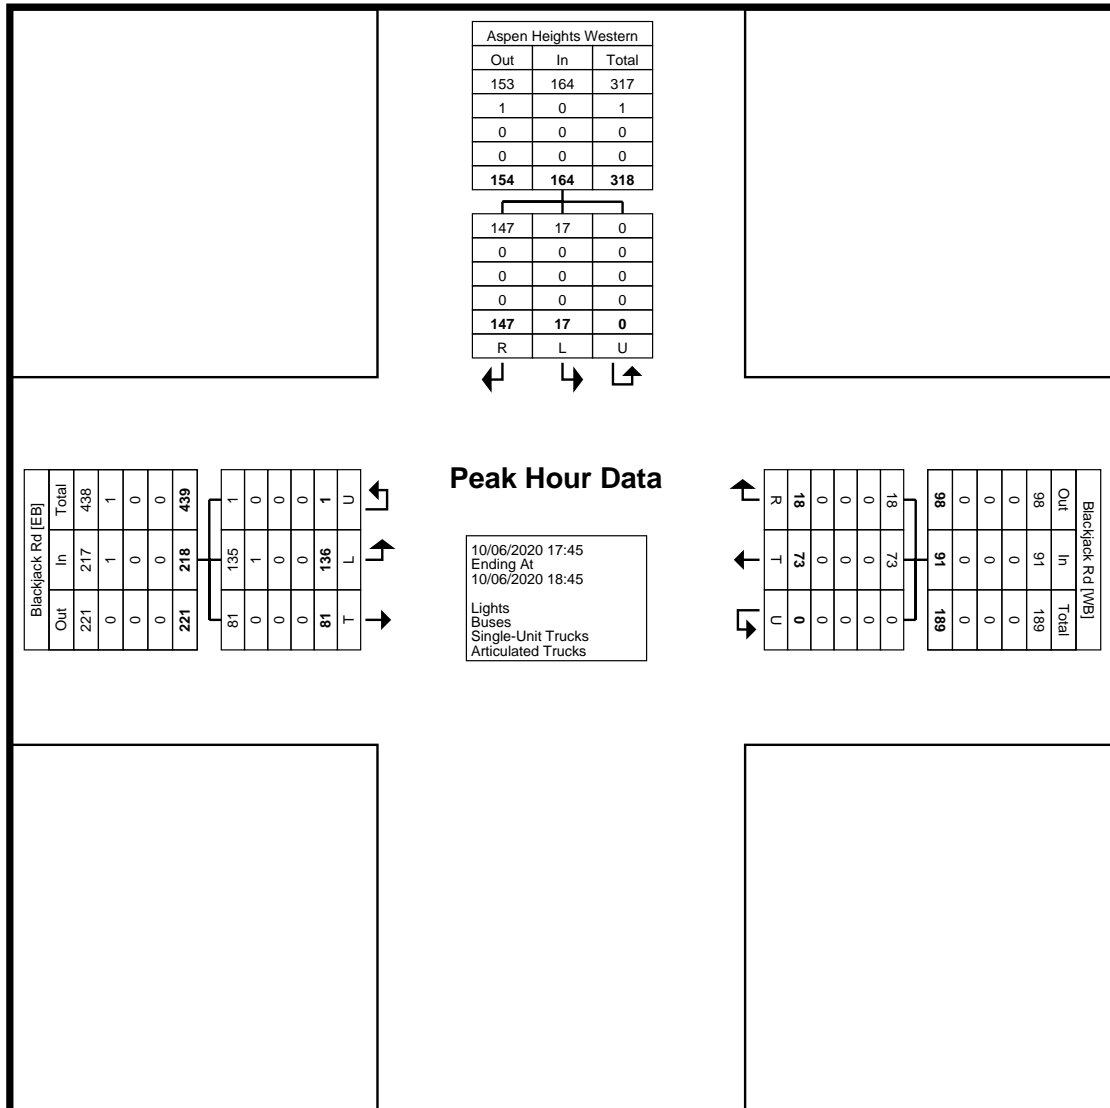 Aspen Heights Western
Out In Total
153 164 317
1 0 1
0 0 0
0 0 0
154 164 318
147 17 0
0 0 0
0 0 0
0 0 0
147 17 0
R L U
Peak Hour Data
10/06/2020 17:45
Ending At
10/06/2020 18:45
Lights
Buses
Single-Unit Trucks
Articulated Trucks
Blackjack Rd [EB]
Out In Total
221 217 438
0 1 1
0 0 0
0 0 0
221 218 439
81 135 1
0 1 0
0 0 0
0 0 0
81 136 1
T L U
Blackjack Rd [WB]
Out In Total
98 91 189
0 0 0
0 0 0
0 0 0
98 91 189
18 73 0
0 0 0
0 0 0
0 0 0
18 73 0
R T U